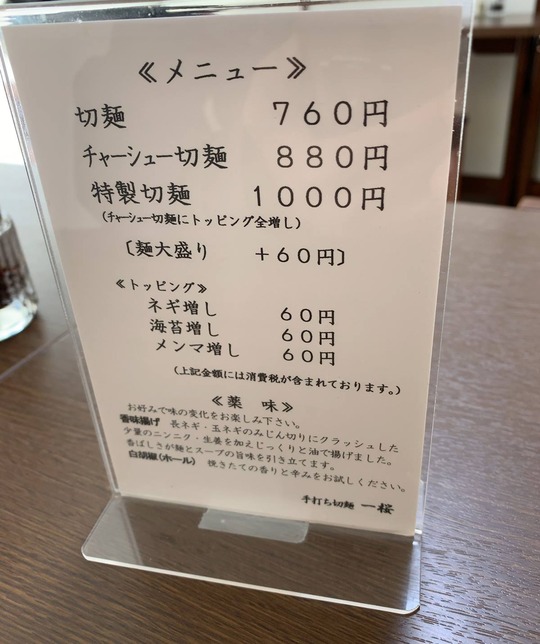 ≪メニュー≫
切麺 760円
チャーシュー切麺 880円
特製切麺 1000円
(チャーシュー切麺にトッピング全増し)
〔麺大盛り +60円〕
≪トッピング≫
ネギ増し 60円
海苔増し 60円
メンマ増し 60円
(上記金額には消費税が含まれております。)
≪薬 味≫
お好みで味の変化をお楽しみ下さい。
香味揚げ 長ネギ・玉ネギのみじん切りにクラッシュした
少量のニンニク・生姜を加えじっくりと油で揚げました。
香ばしさが麺とスープの旨味を引き立てます。
白胡椒(ホール) 挽きたての香りと辛みをお試しください。
手打ち切麺 一桜